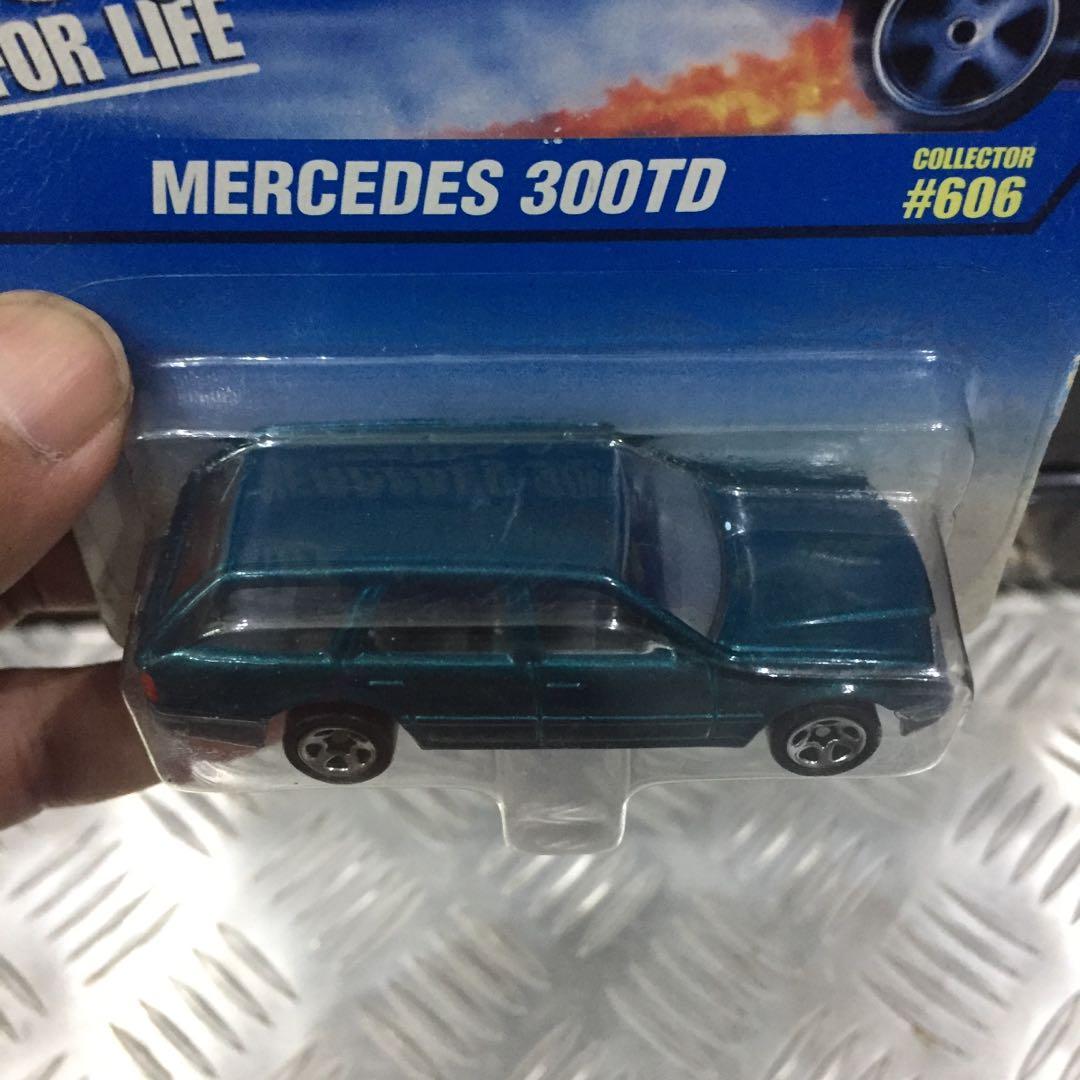 FOR LIFE
MERCEDES 300TD
COLLECTOR
#606